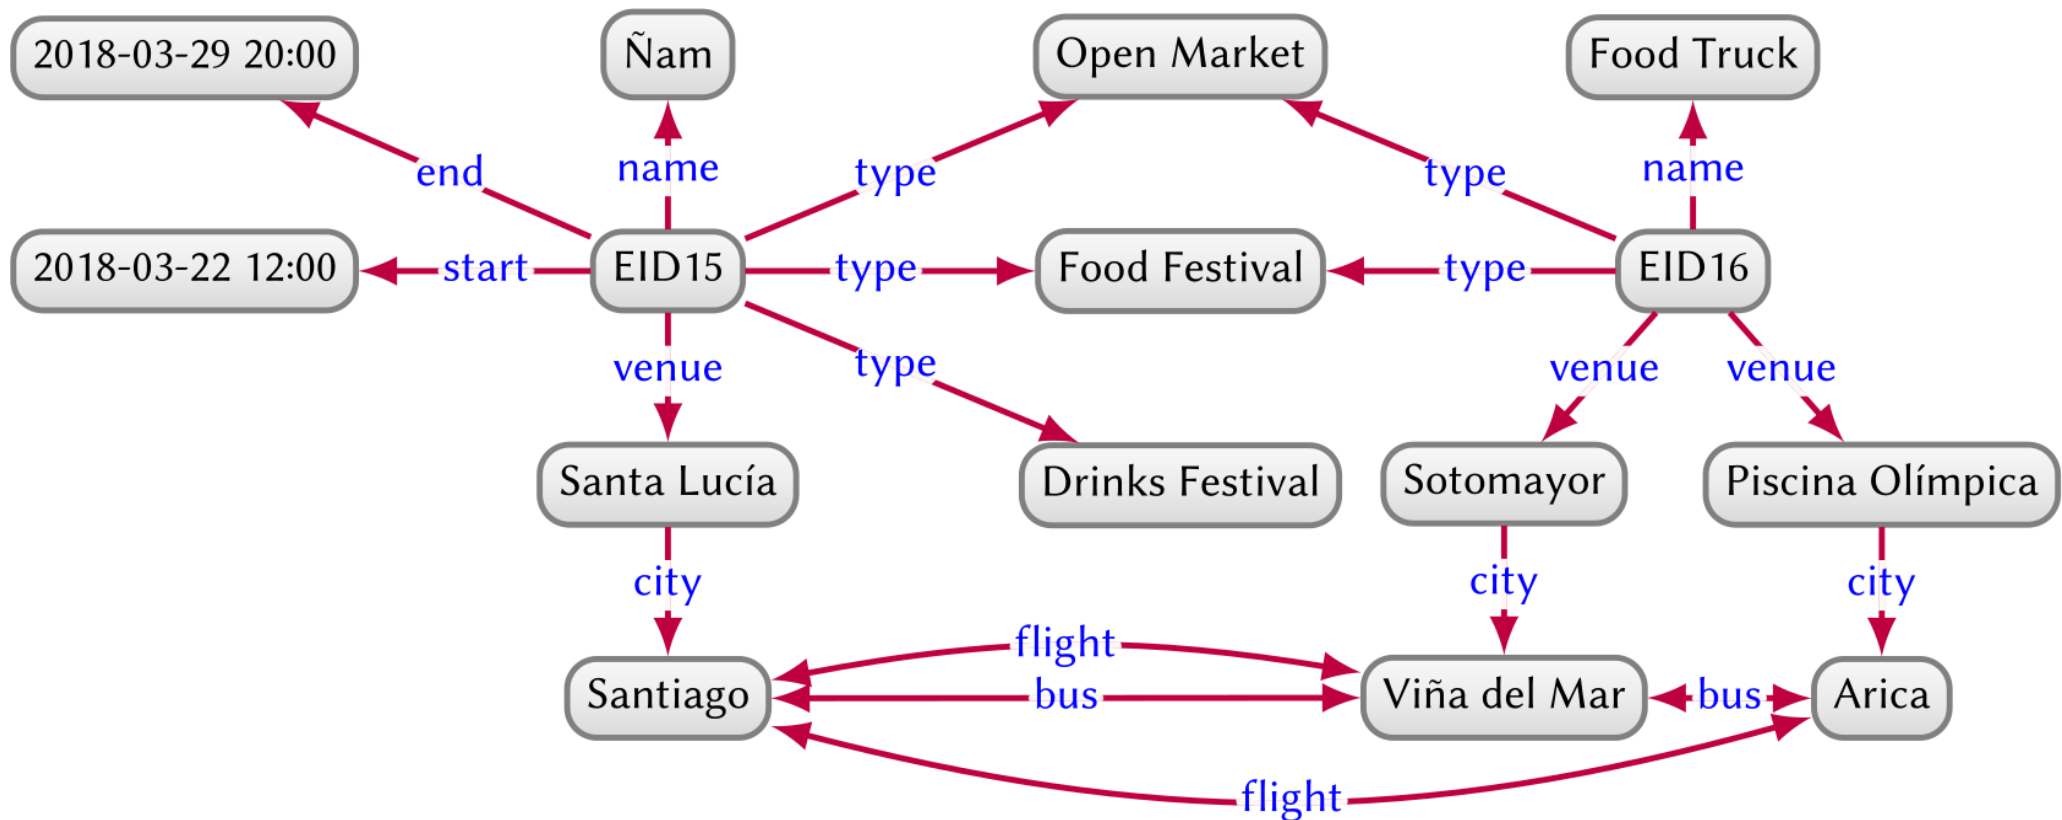 2018-03-29 20:00
Ñam
Open Market
Food Truck
end
name
type
type
name
2018-03-22 12:00
start
EID15
type
Food Festival
type
EID16
venue
type
venue
venue
Santa Lucía
Drinks Festival
Sotomayor
Piscina Olímpica
city
city
city
flight
Santiago
bus
Viña del Mar
bus
Arica
flight